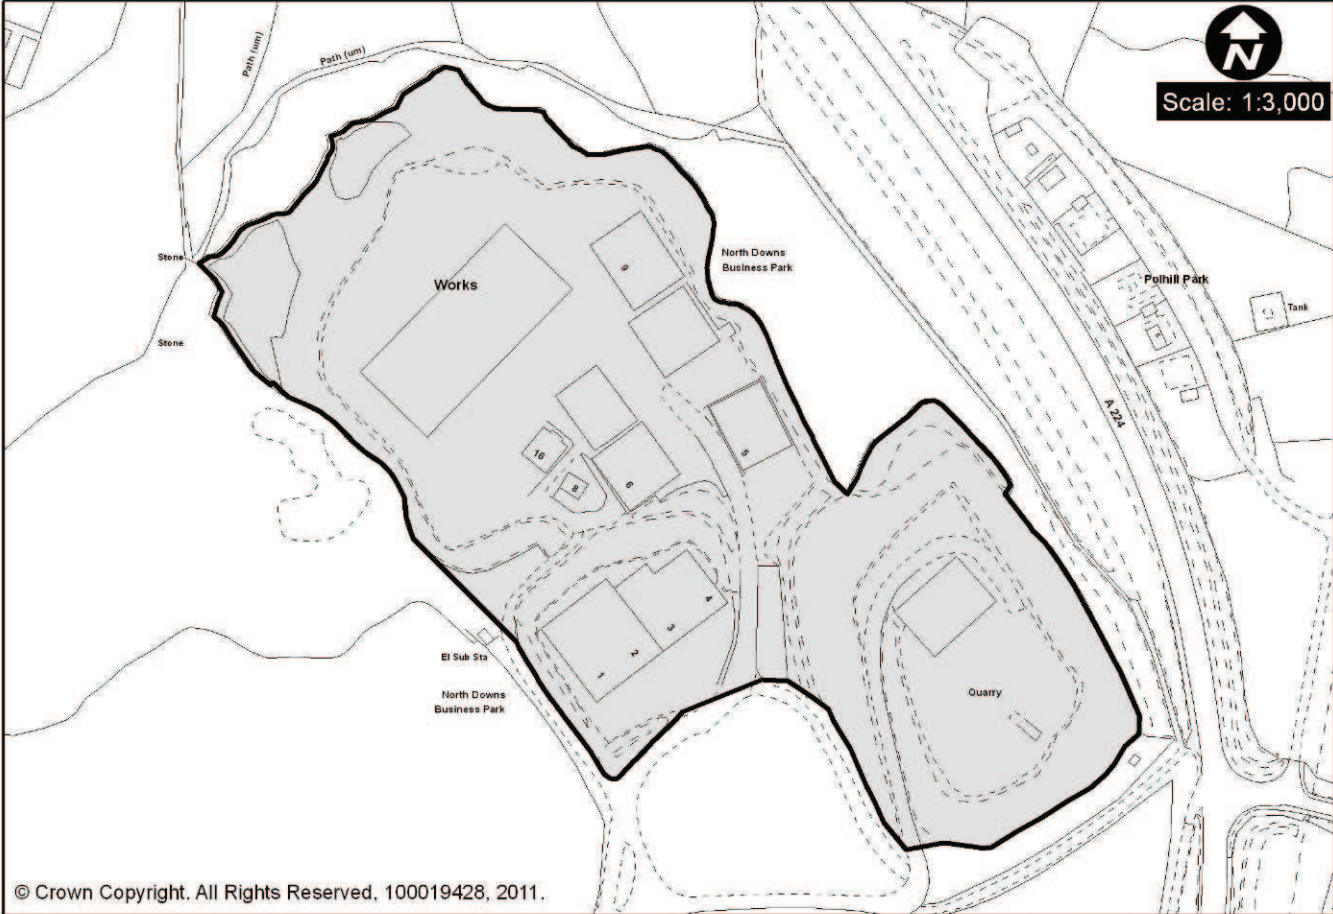 N
Scale: 1:3,000
Path (um)
Path (um)
Stone
Stone
Works
North Downs
Business Park
Polhill Park
Tank
A 224
9
5
16
8
6
4
3
2
1
El Sub Sta
North Downs
Business Park
Quarry
© Crown Copyright. All Rights Reserved, 100019428, 2011.